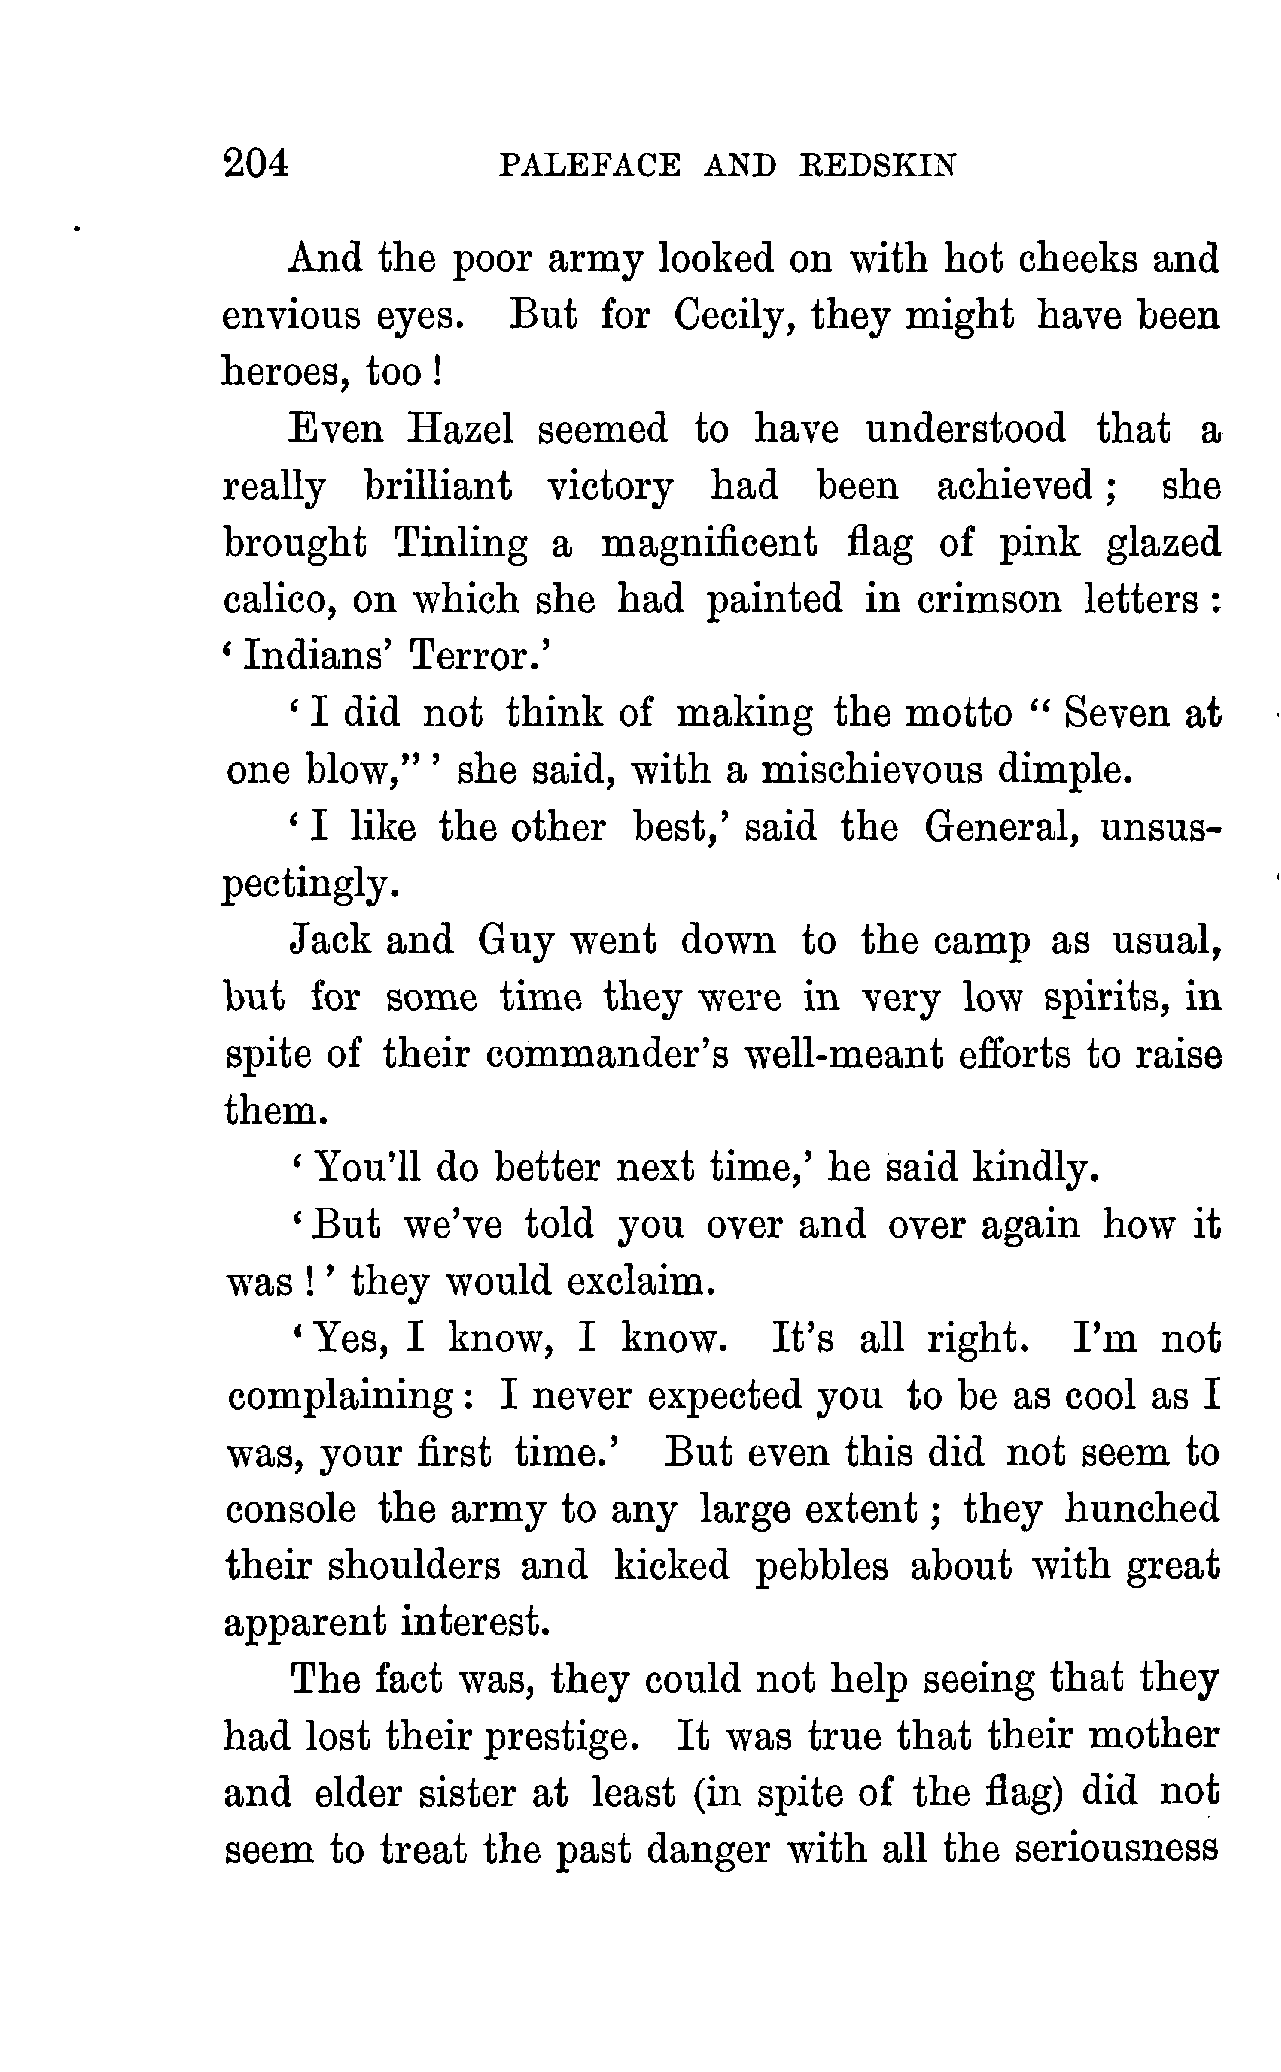 204 PALEFACE AND REDSKIN
And the poor army looked on with hot cheeks and
envious eyes. But for Cecily, they might have been
heroes, too !
Even Hazel seemed to have understood that a
really brilliant victory had been achieved ; she
brought Tinling a magnificent flag of pink glazed
calico, on which she had painted in crimson letters :
‘ Indians’ Terror.’
‘ I did not think of making the motto “ Seven at
one blow,” ’ she said, with a mischievous dimple.
‘ I like the other best,’ said the General, unsus-
pectingly.
Jack and Guy went down to the camp as usual,
but for some time they were in very low spirits, in
spite of their commander’s well-meant efforts to raise
them.
‘ You’ll do better next time,’ he said kindly.
‘ But we’ve told you over and over again how it
was ! ’ they would exclaim.
‘ Yes, I know, I know. It’s all right. I’m not
complaining : I never expected you to be as cool as I
was, your first time.’ But even this did not seem to
console the army to any large extent ; they hunched
their shoulders and kicked pebbles about with great
apparent interest.
The fact was, they could not help seeing that they
had lost their prestige. It was true that their mother
and elder sister at least (in spite of the flag) did not
seem to treat the past danger with all the seriousness